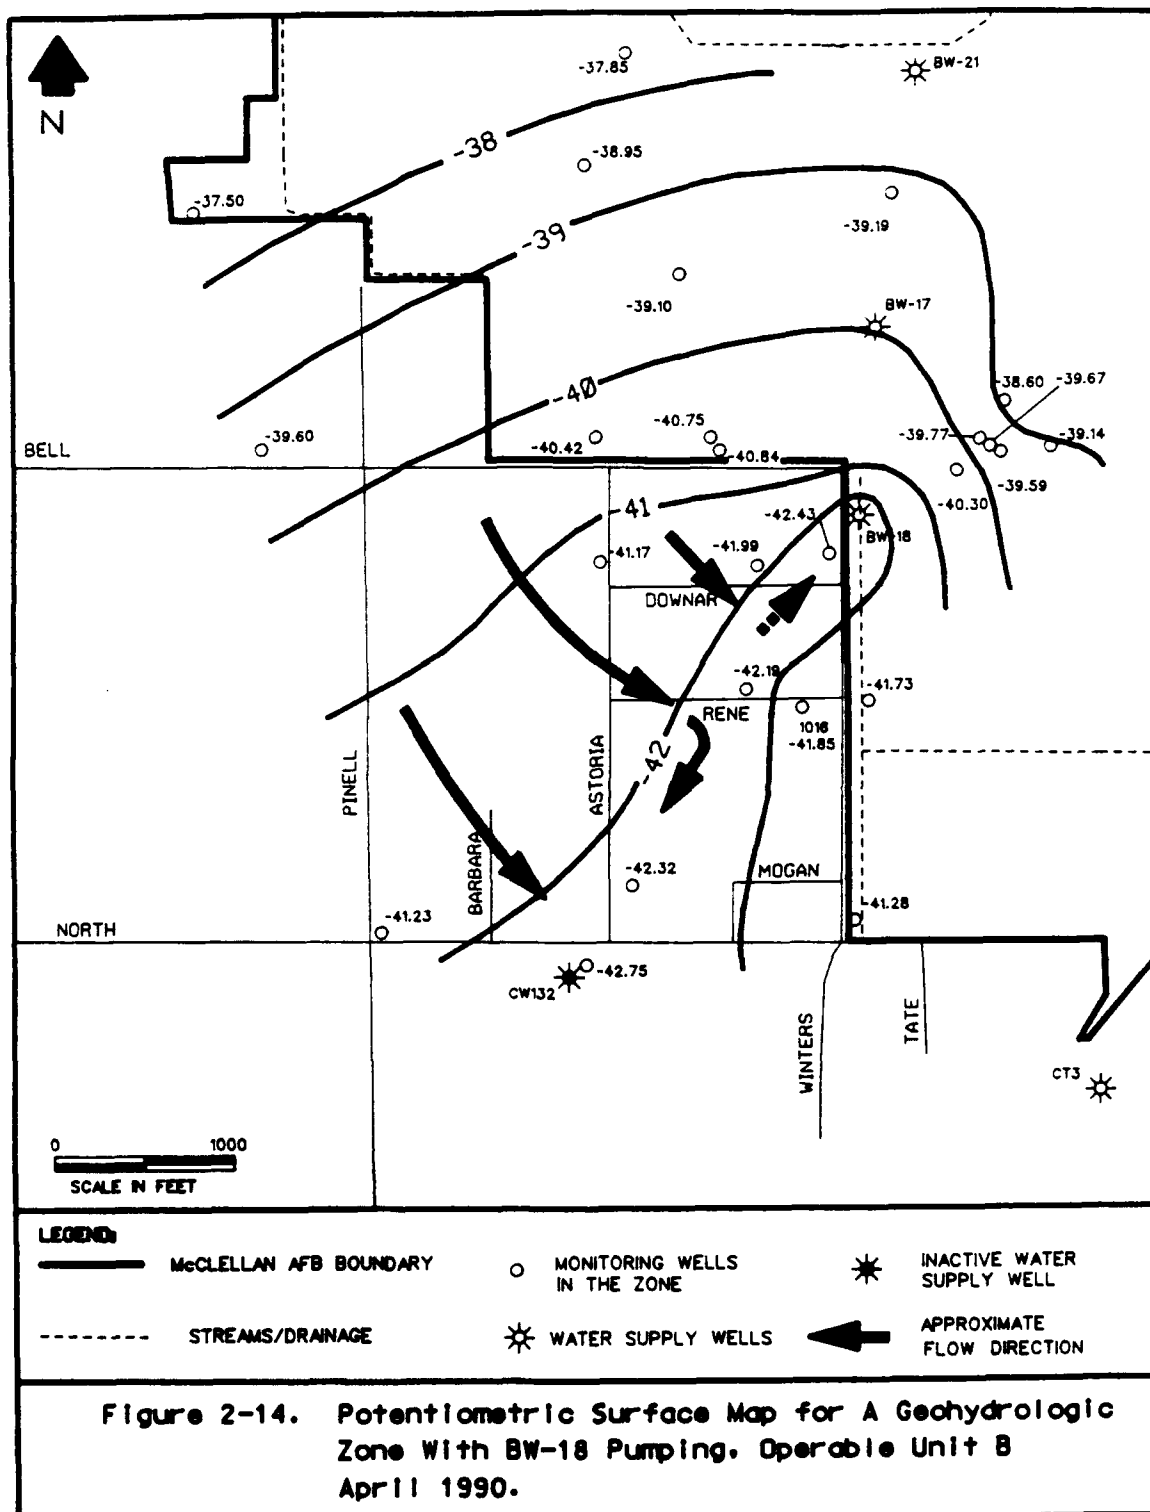 -37.85
BW-21
N
-38
-38.95
-37.50
-39
-39.19
-39.10
BW-17
-40
-38.60
-39.67
-39.60
-40.75
-39.77
-39.14
BELL
-40.42
-40.84
-39.59
-40.30
-41
-42.43
-41.17
-41.99
BW-18
DOWNAR
-42.19
-41.73
RENE
1016
-41.85
-42
PINELL
ASTORIA
BARBARA
-42.32
MOGAN
-41.23
-41.28
NORTH
-42.75
CW132
WINTERS
TATE
CT3
0 1000
SCALE IN FEET
LEGEND:
McCLELLAN AFB BOUNDARY
MONITORING WELLS
IN THE ZONE
INACTIVE WATER
SUPPLY WELL
STREAMS/DRAINAGE
WATER SUPPLY WELLS
APPROXIMATE
FLOW DIRECTION
Figure 2-14. Potentiometric Surface Map for A Geohydrologic
Zone With BW-18 Pumping. Operable Unit B
April 1990.